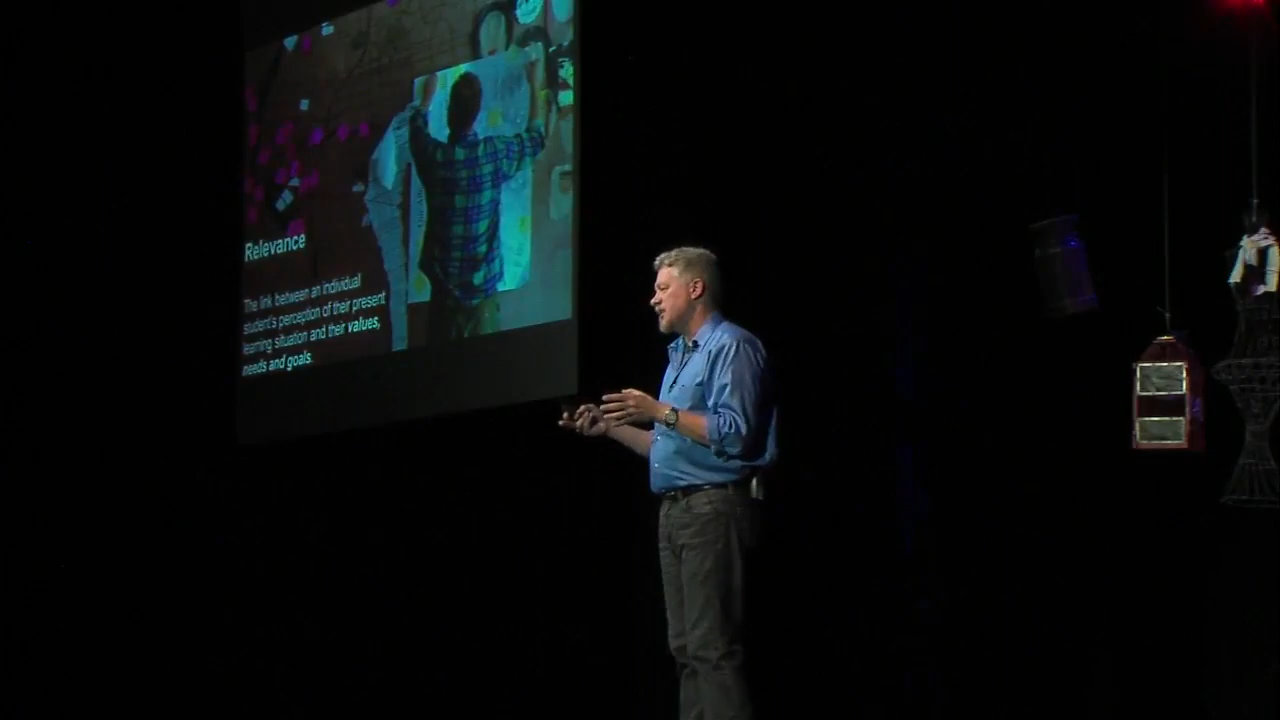 Relevance
The link between an individual
student's perception of their present
learning situation and their values,
needs and goals.